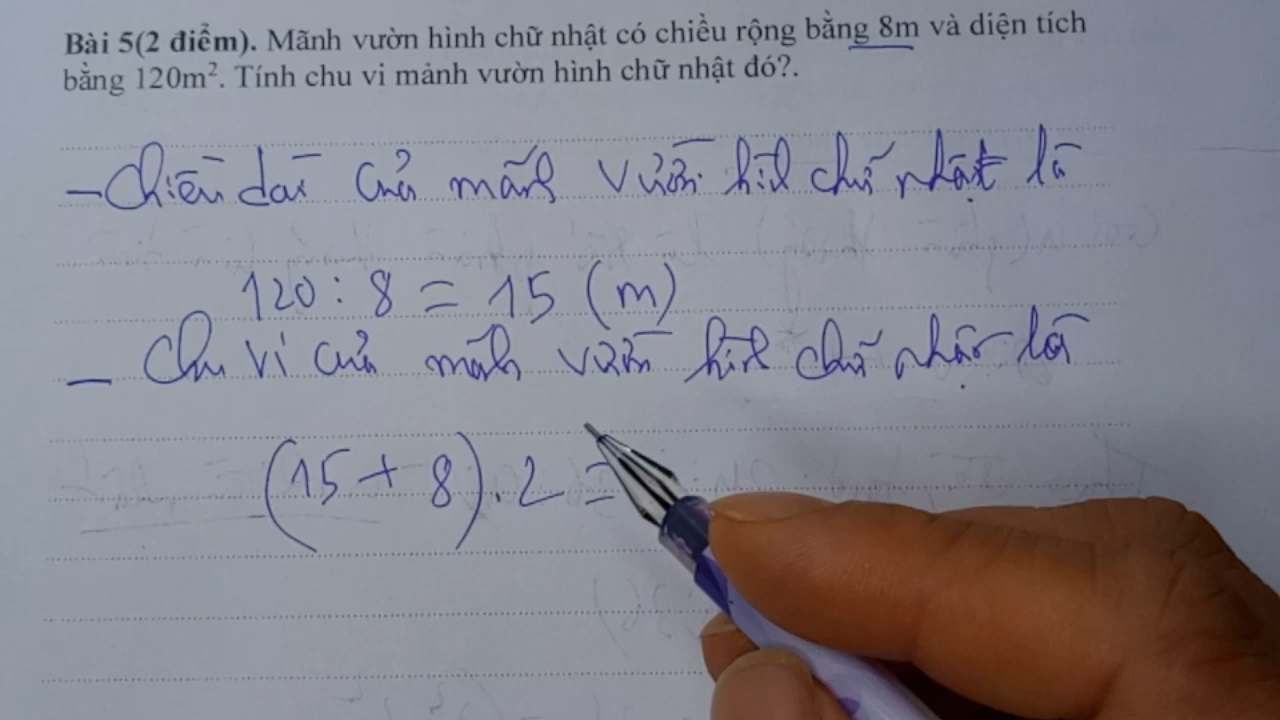 Bài 5(2 điểm). Mãnh vườn hình chữ nhật có chiều rộng bằng 8m và diện tích
bằng 120m². Tính chu vi mảnh vườn hình chữ nhật đó?.
- Chiều dài của mãnh vườn hình chữ nhật là
120 : 8 = 15 (m)
- Chu vi của mảnh vườn hình chữ nhật là
(15 + 8) . 2 =